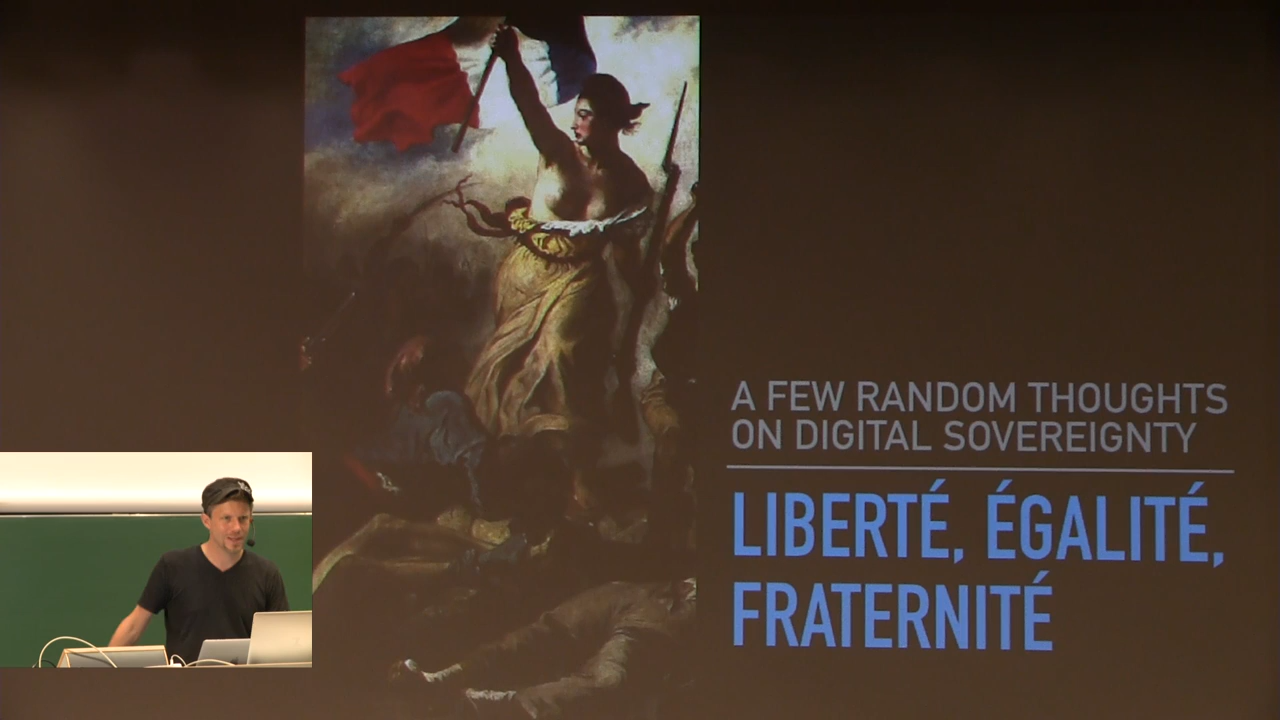 A FEW RANDOM THOUGHTS
ON DIGITAL SOVEREIGNTY
LIBERTÉ, ÉGALITÉ,
FRATERNITÉ